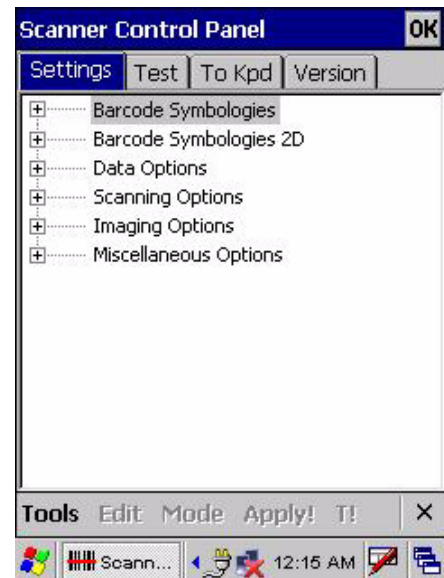 Scanner Control Panel OK
Settings Test To Kpd Version
Barcode Symbologies
Barcode Symbologies 2D
Data Options
Scanning Options
Imaging Options
Miscellaneous Options
Tools Edit Mode Apply! T! ×
Scann... 12:15 AM